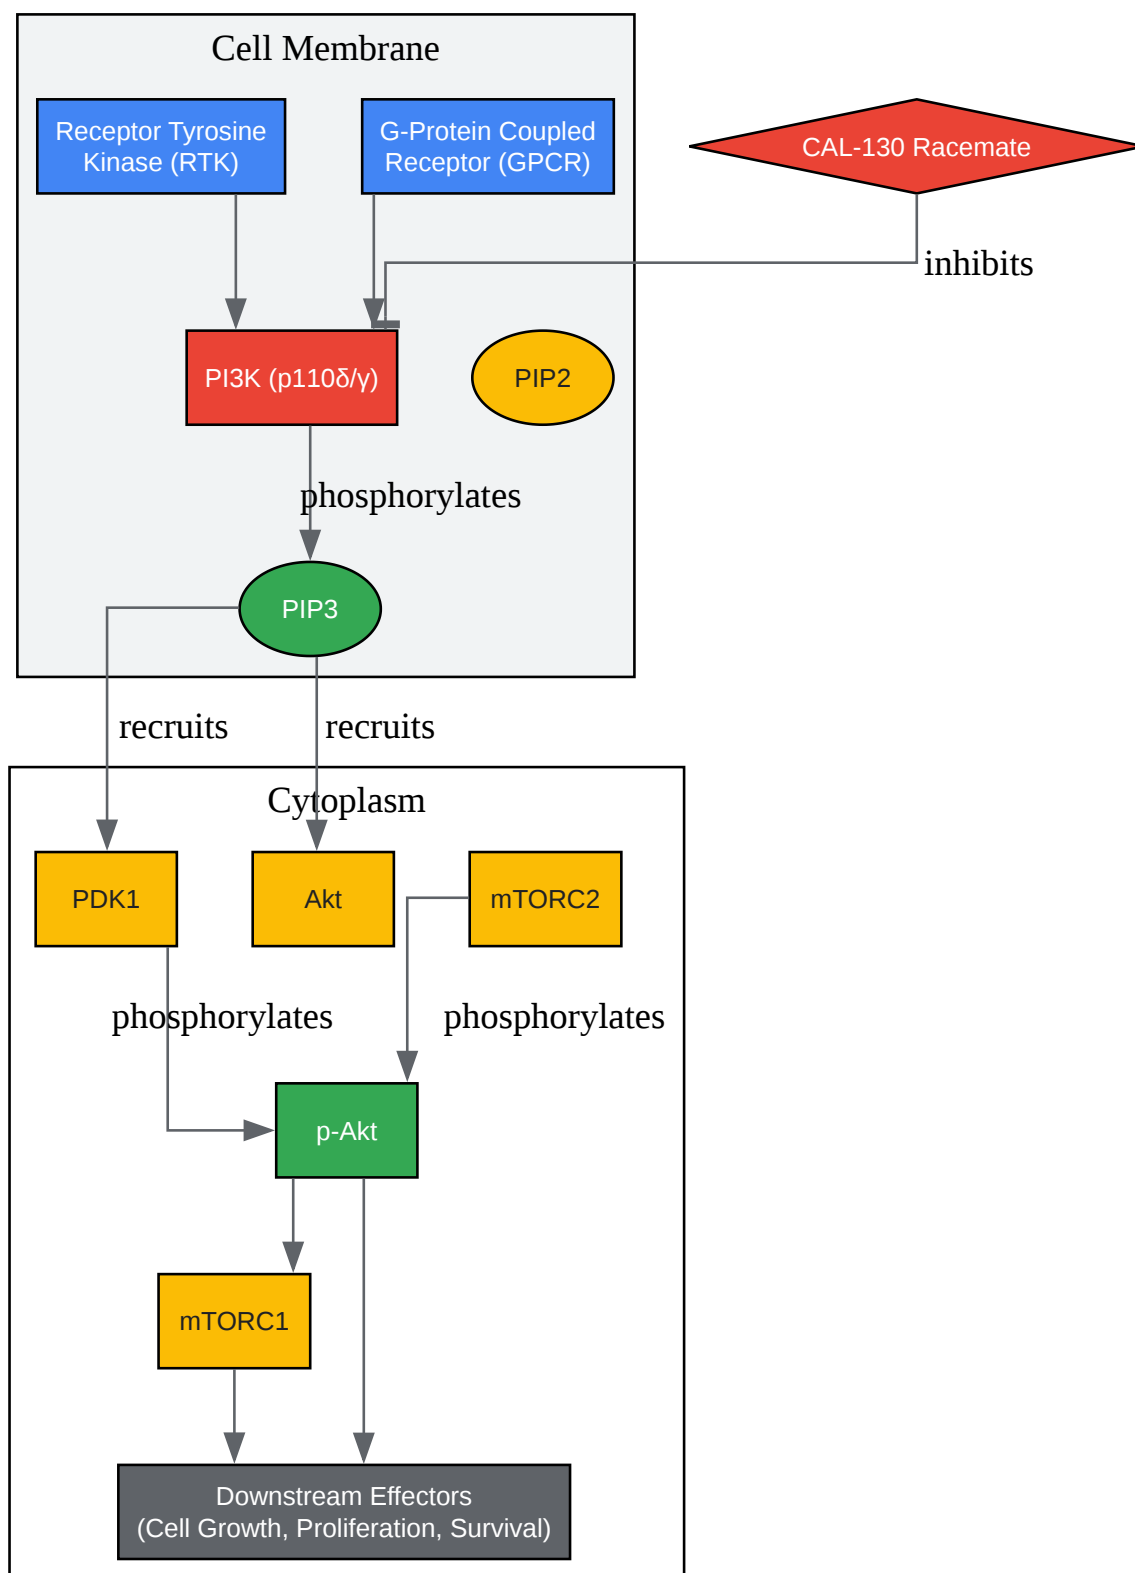 Cell Membrane
Receptor Tyrosine
Kinase (RTK)
G-Protein Coupled
Receptor (GPCR)
CAL-130 Racemate
inhibits
PI3K (p110δ/γ)
PIP2
phosphorylates
PIP3
recruits
recruits
Cytoplasm
PDK1
Akt
mTORC2
phosphorylates
phosphorylates
p-Akt
mTORC1
Downstream Effectors
(Cell Growth, Proliferation, Survival)